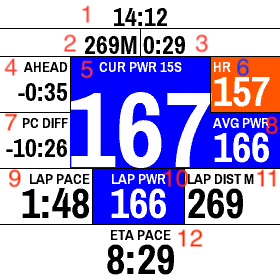 1 14:12
2 269M 0:29 3
4 AHEAD 5 CUR PWR 15S HR 6
-0:35 167 157
7 PC DIFF AVG PWR 8
-10:26 166
9 LAP PACE LAP PWR 10 LAP DIST M 11
1:48 166 269
ETA PACE 12
8:29